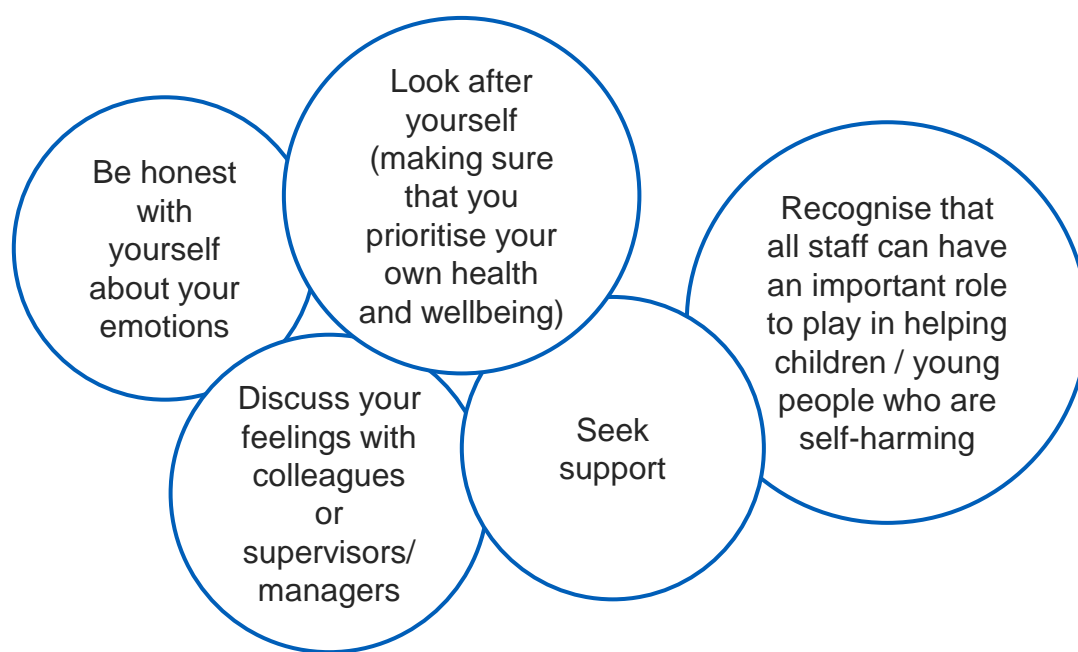 Be honest
with
yourself
about your
emotions
Look after
yourself
(making sure
that you
prioritise your
own health
and wellbeing)
Recognise that
all staff can have
an important role
to play in helping
children / young
people who are
self-harming
Discuss your
feelings with
colleagues
or
supervisors/
managers
Seek
support